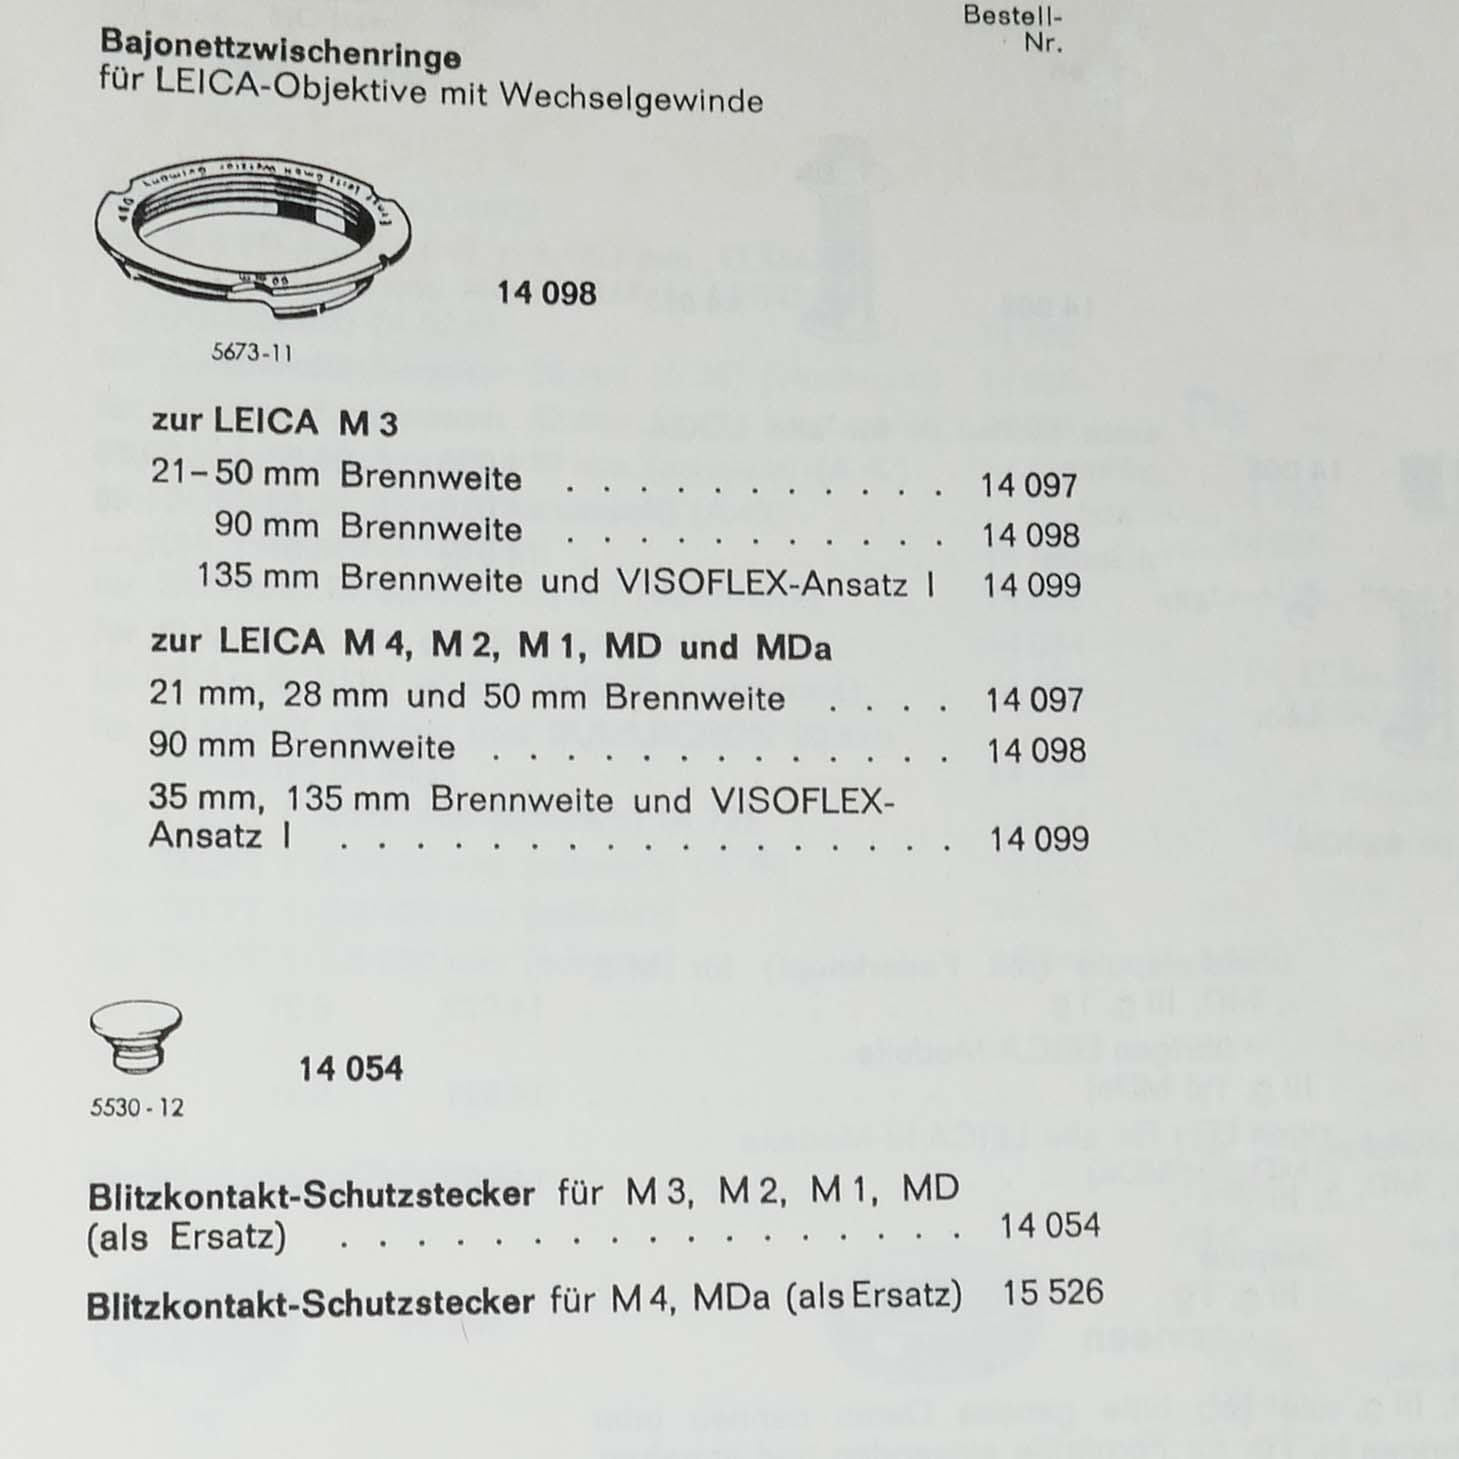 Bestell-
Nr.
Bajonettzwischenringe
für LEICA-Objektive mit Wechselgewinde
14 098
5673-11
zur LEICA M 3
21–50 mm Brennweite . . . . . . . . . . . 14 097
90 mm Brennweite . . . . . . . . . . . 14 098
135 mm Brennweite und VISOFLEX-Ansatz I 14 099
zur LEICA M 4, M 2, M 1, MD und MDa
21 mm, 28 mm und 50 mm Brennweite . . . . 14 097
90 mm Brennweite . . . . . . . . . . . . . 14 098
35 mm, 135 mm Brennweite und VISOFLEX-
Ansatz I . . . . . . . . . . . . . . . . . 14 099
14 054
5530-12
Blitzkontakt-Schutzstecker für M 3, M 2, M 1, MD
(als Ersatz) . . . . . . . . . . . . . . . . . 14 054
Blitzkontakt-Schutzstecker für M 4, MDa (als Ersatz) 15 526